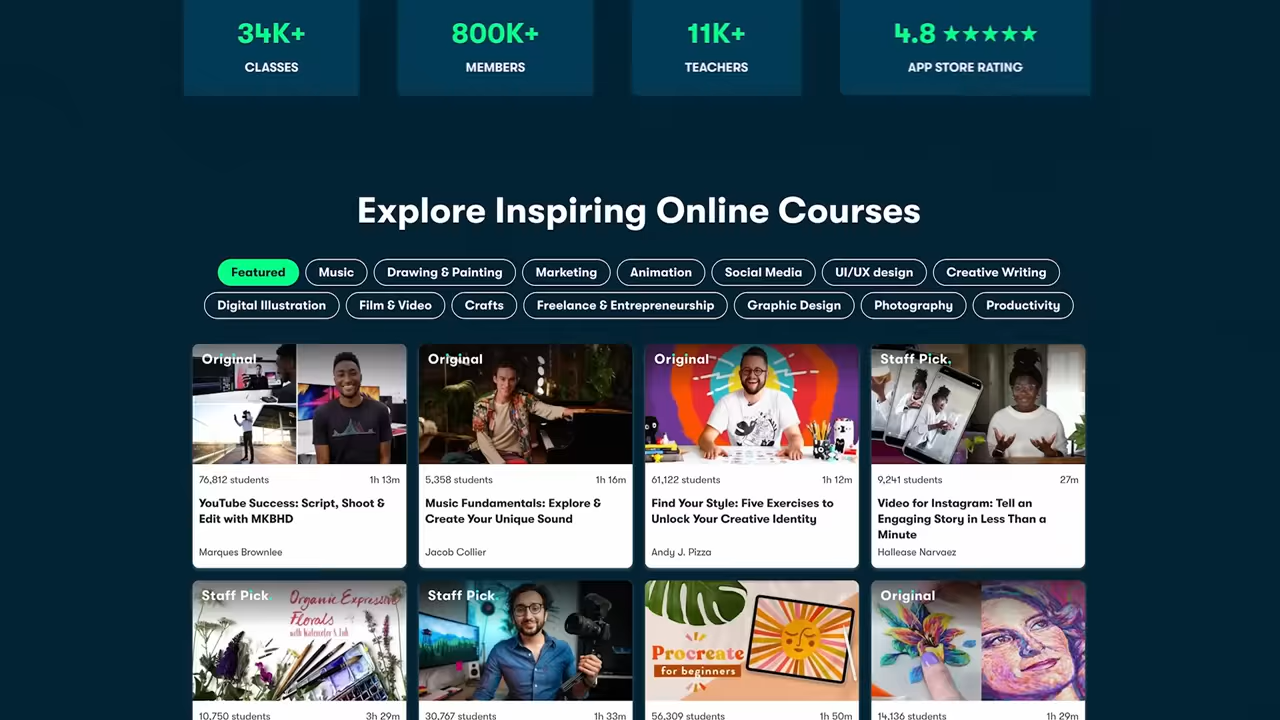 34K+
CLASSES
800K+
MEMBERS
11K+
TEACHERS
4.8 ★★★★★
APP STORE RATING
Explore Inspiring Online Courses
Featured
Music
Drawing & Painting
Marketing
Animation
Social Media
UI/UX design
Creative Writing
Digital Illustration
Film & Video
Crafts
Freelance & Entrepreneurship
Graphic Design
Photography
Productivity
Original
76,812 students
1h 13m
YouTube Success: Script, Shoot &
Edit with MKBHD
Marques Brownlee
Original
5,358 students
1h 16m
Music Fundamentals: Explore &
Create Your Unique Sound
Jacob Collier
Original
61,122 students
1h 12m
Find Your Style: Five Exercises to
Unlock Your Creative Identity
Andy J. Pizza
Staff Pick.
9,241 students
27m
Video for Instagram: Tell an
Engaging Story in Less Than a
Minute
Hallease Narvaez
Staff Pick.
Organic Expressive
Florals
with Watercolor & Ink
10,750 students
3h 29m
Staff Pick.
30,767 students
1h 33m
Procreate
for beginners
56,309 students
1h 50m
Original
14,136 students
1h 29m